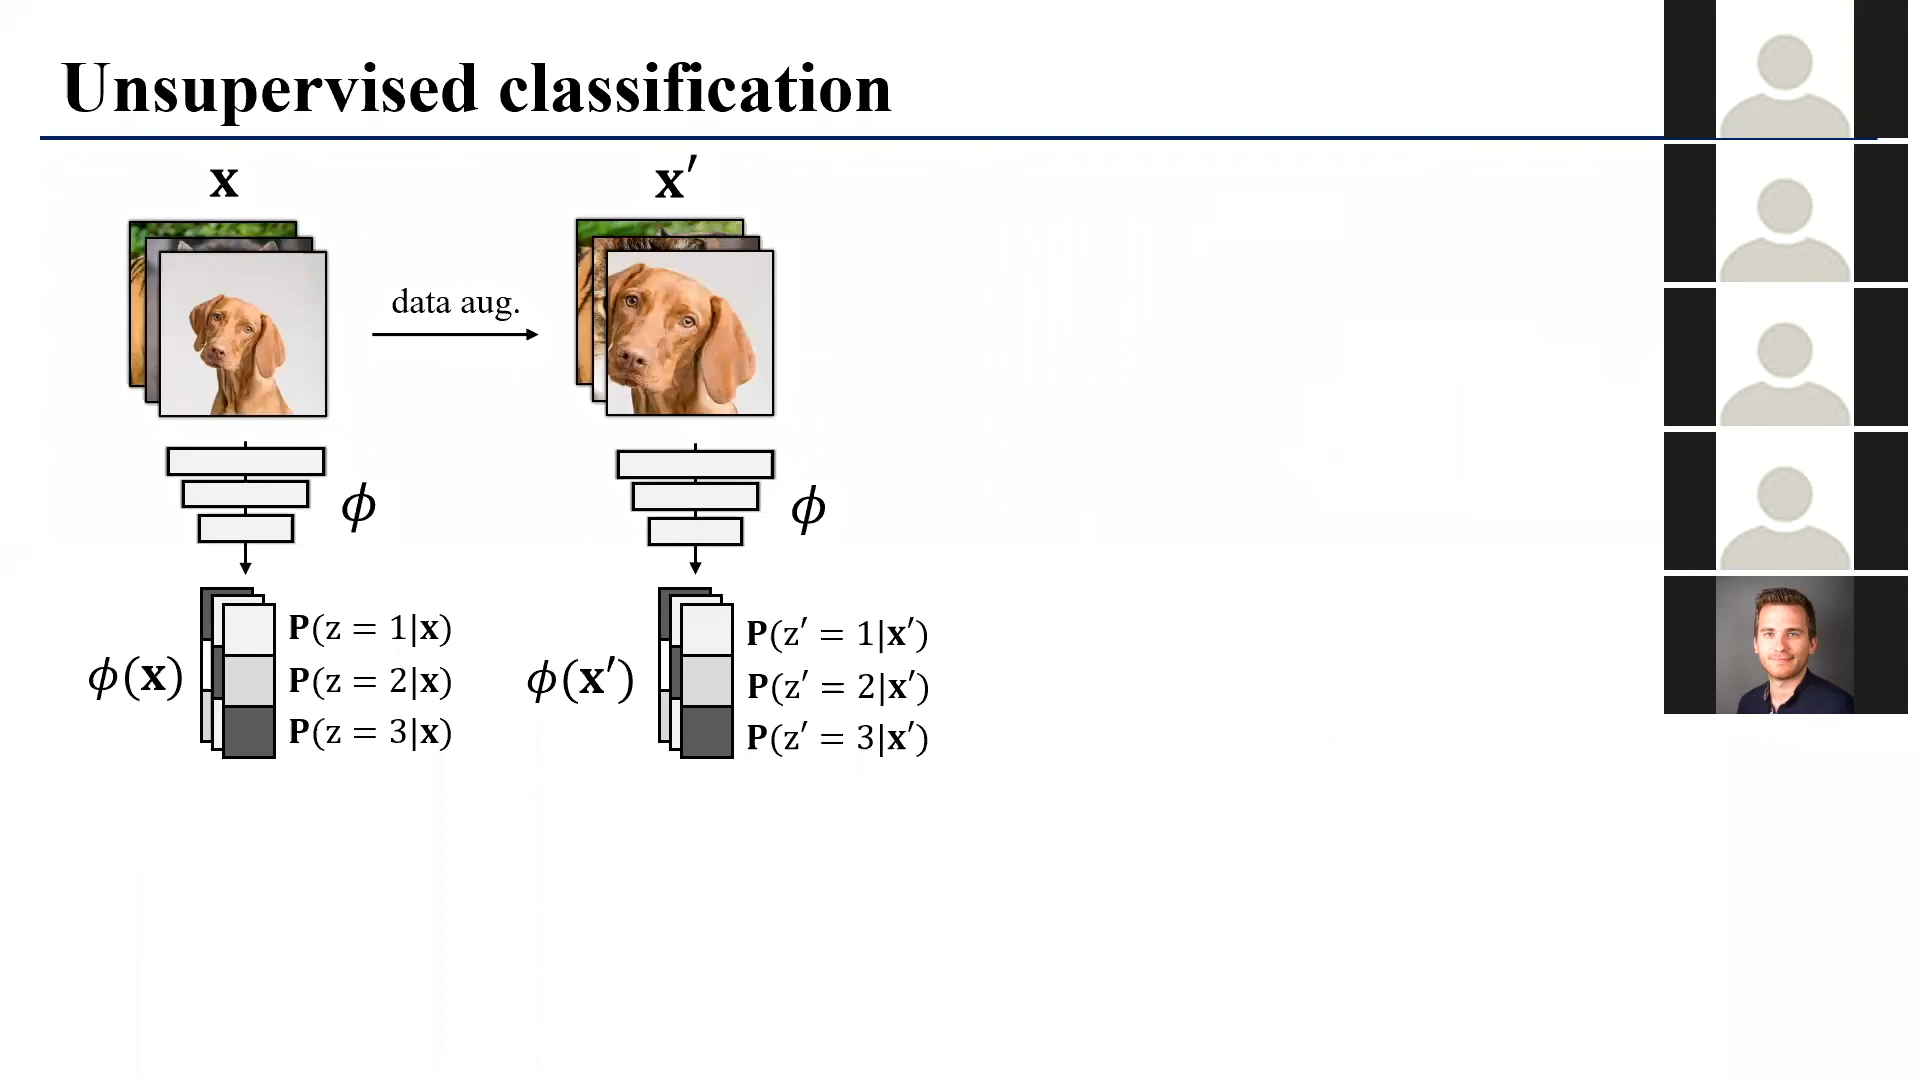 Unsupervised classification
x
x′
data aug.
ϕ
ϕ
ϕ(x)
P(z = 1|x)
P(z = 2|x)
P(z = 3|x)
ϕ(x′)
P(z′ = 1|x′)
P(z′ = 2|x′)
P(z′ = 3|x′)